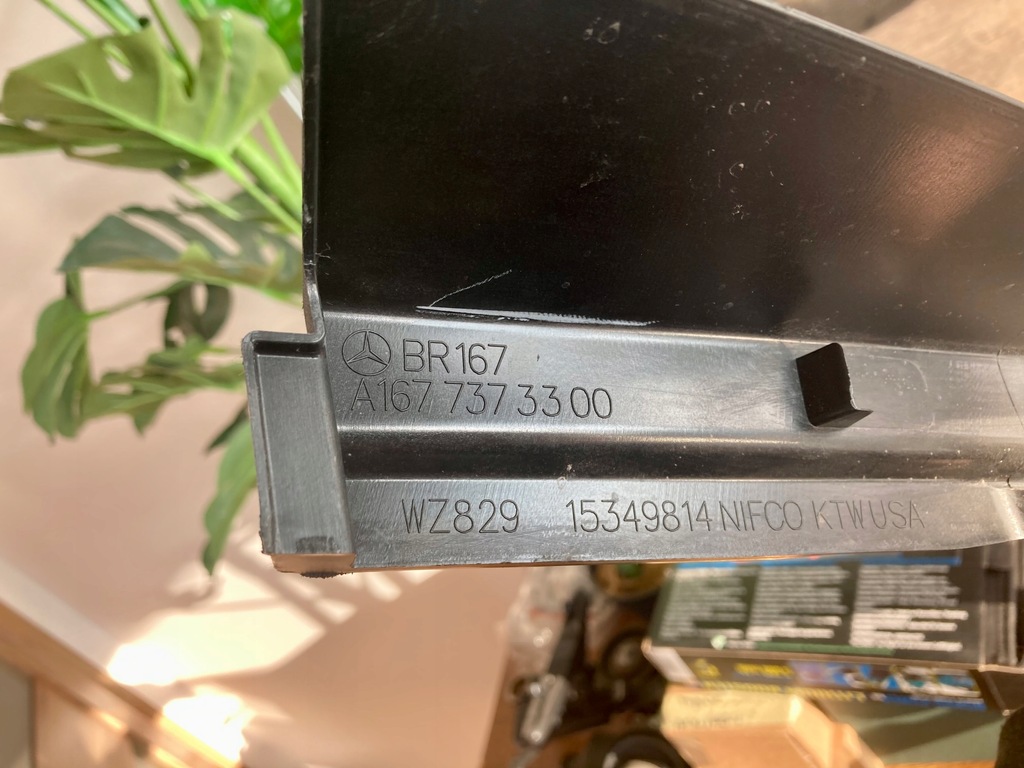 BR167
A167 737 33 00
WZ829 15349814 NIFCO KTW USA